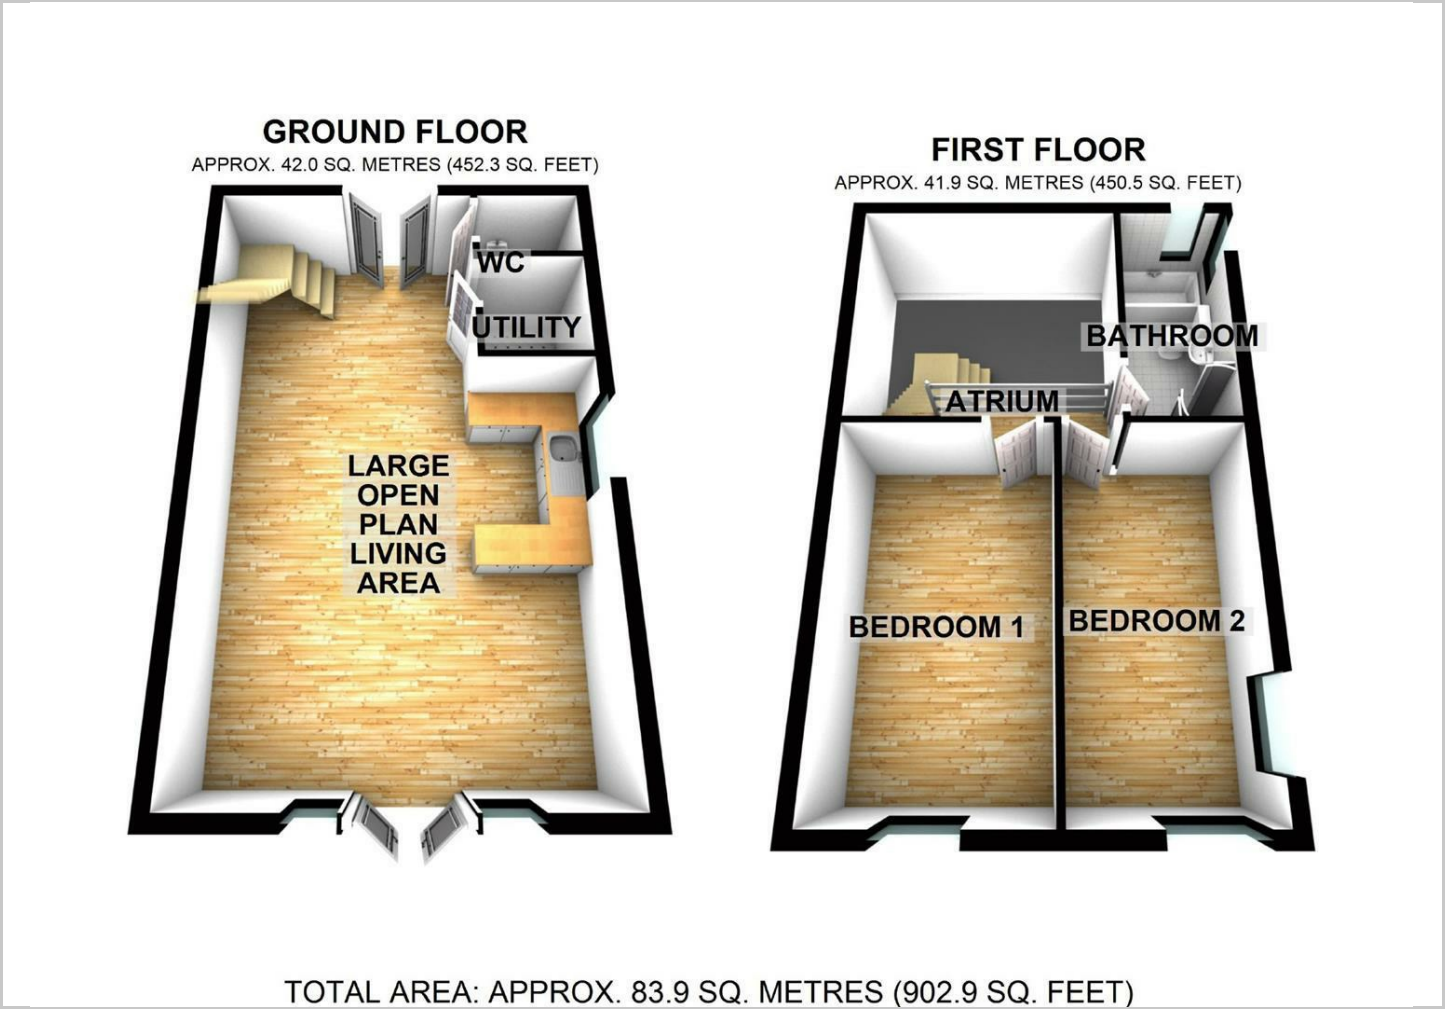 GROUND FLOOR
APPROX. 42.0 SQ. METRES (452.3 SQ. FEET)
WC
UTILITY
LARGE
OPEN
PLAN
LIVING
AREA
FIRST FLOOR
APPROX. 41.9 SQ. METRES (450.5 SQ. FEET)
BATHROOM
ATRIUM
BEDROOM 1
BEDROOM 2
TOTAL AREA: APPROX. 83.9 SQ. METRES (902.9 SQ. FEET)